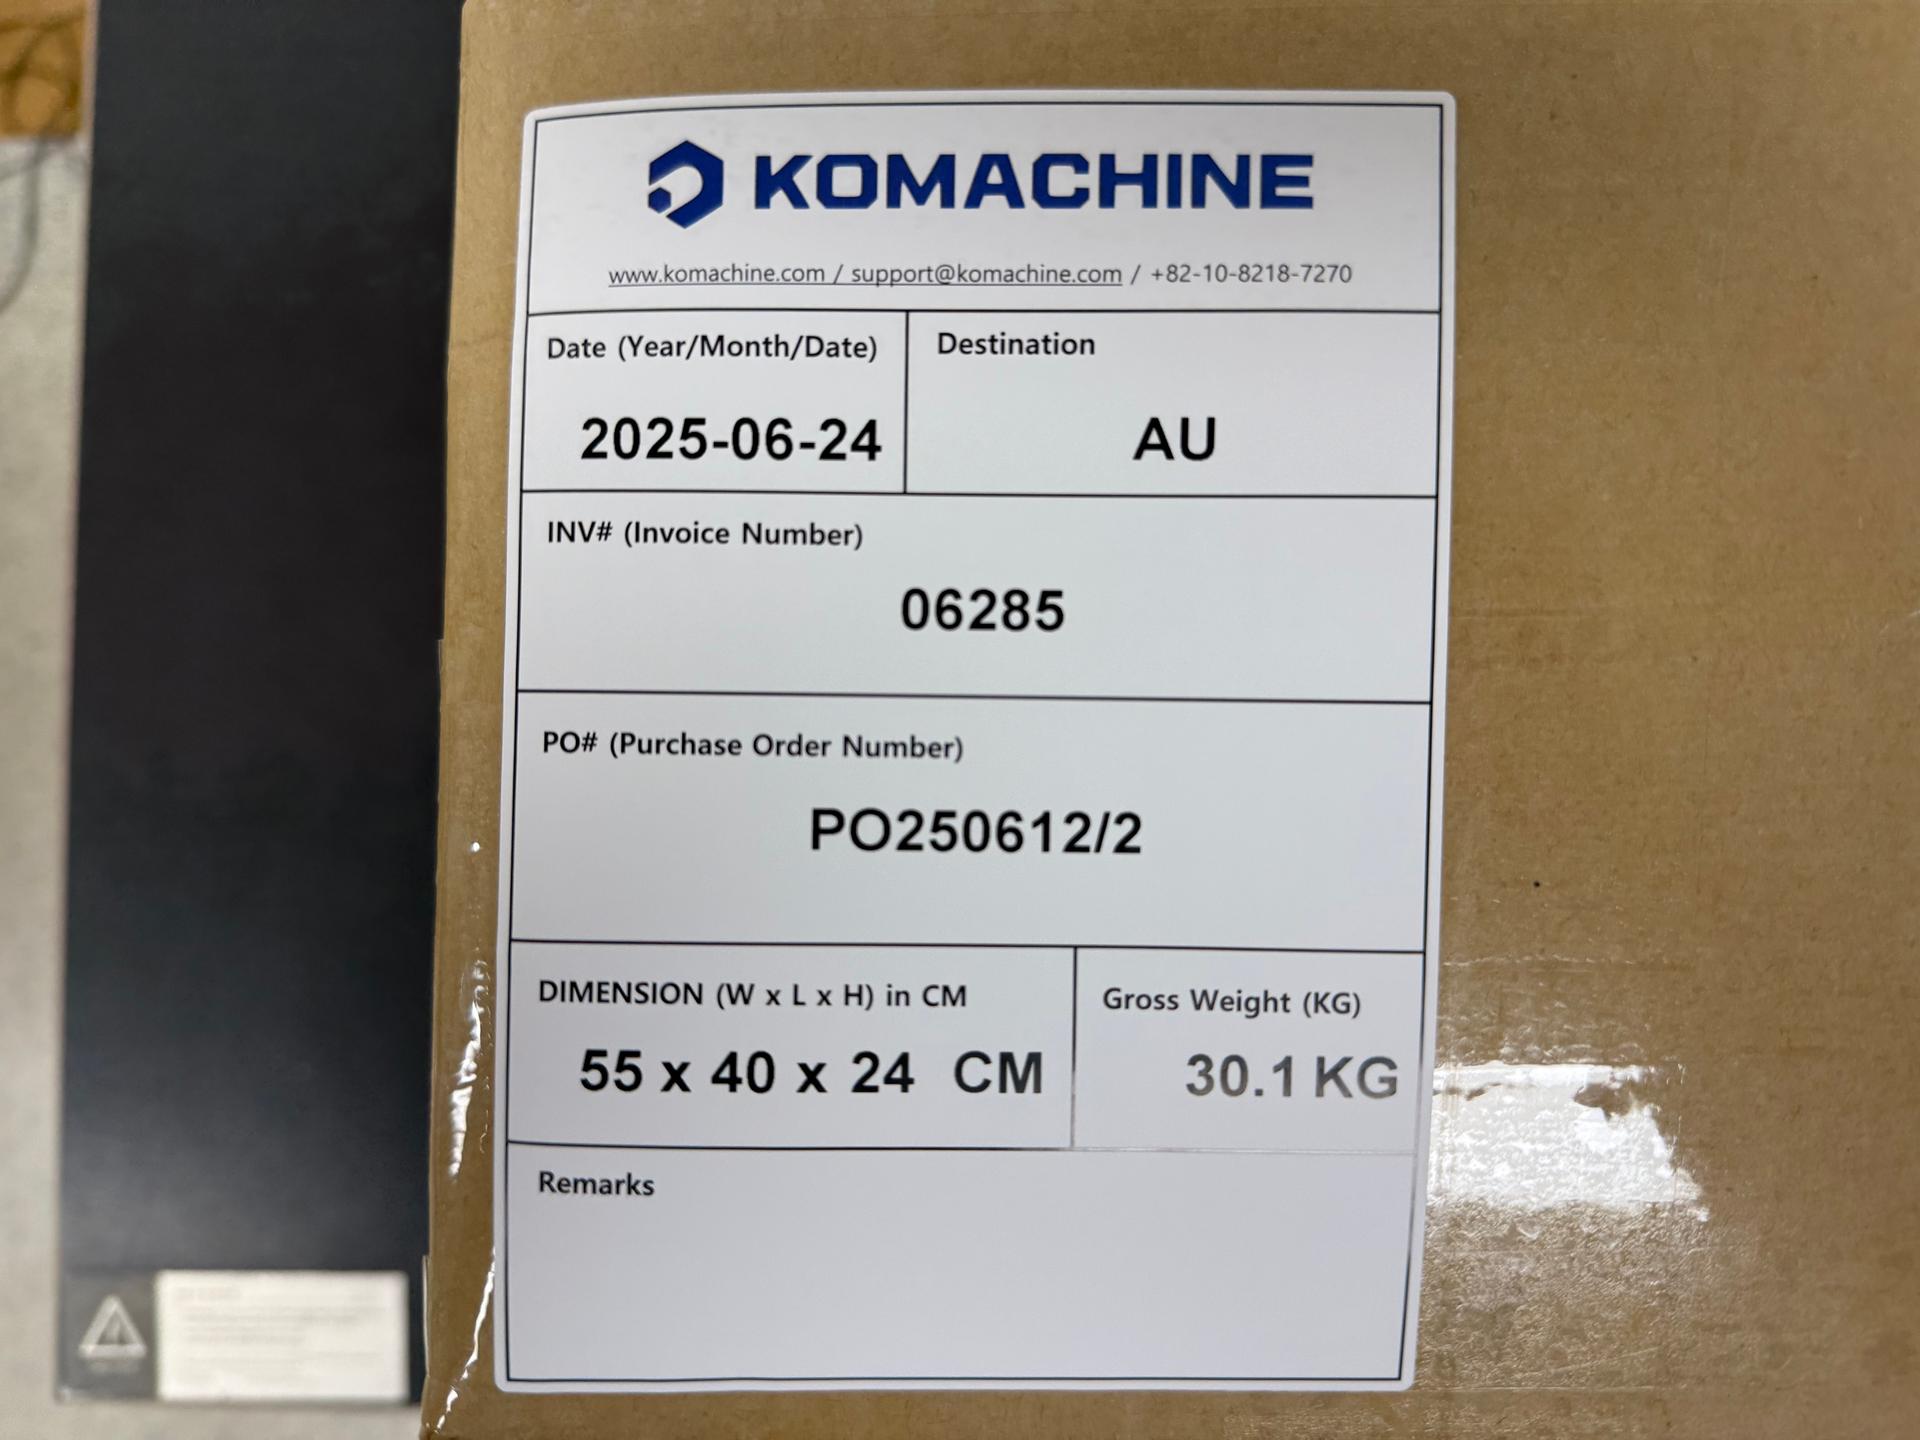 KOMACHINE
www.komachine.com / support@komachine.com / +82-10-8218-7270
Date (Year/Month/Date)
2025-06-24
Destination
AU
INV# (Invoice Number)
06285
PO# (Purchase Order Number)
PO250612/2
DIMENSION (W x L x H) in CM
55 x 40 x 24 CM
Gross Weight (KG)
30.1 KG
Remarks